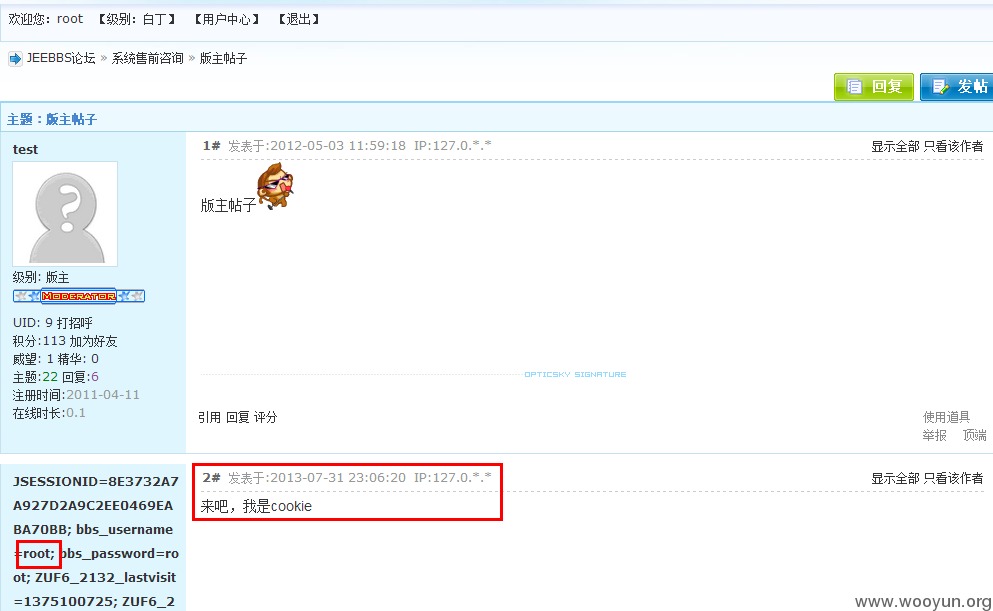 欢迎您：root 【级别：白丁】 【用户中心】 【退出】
JEEBBS论坛 » 系统售前咨询 » 版主帖子
回复 发帖
主题：版主帖子
test
1# 发表于:2012-05-03 11:59:18 IP:127.0.*.* 显示全部 只看该作者
版主帖子
级别: 版主
MODERATOR
UID: 9 打招呼
积分:113 加为好友
威望: 1 精华: 0
主题:22 回复:6
注册时间:2011-04-11
在线时长:0.1
OPTICSKY SIGNATURE
引用 回复 评分
使用道具
举报 顶端
JSESSIONID=8E3732A7
A927D2A9C2EE0469EA
BA70BB; bbs_username
=root; bbs_password=ro
ot; ZUF6_2132_lastvisit
=1375100725; ZUF6_2
2# 发表于:2013-07-31 23:06:20 IP:127.0.*.* 显示全部 只看该作者
来吧，我是cookie
www.wooyun.org